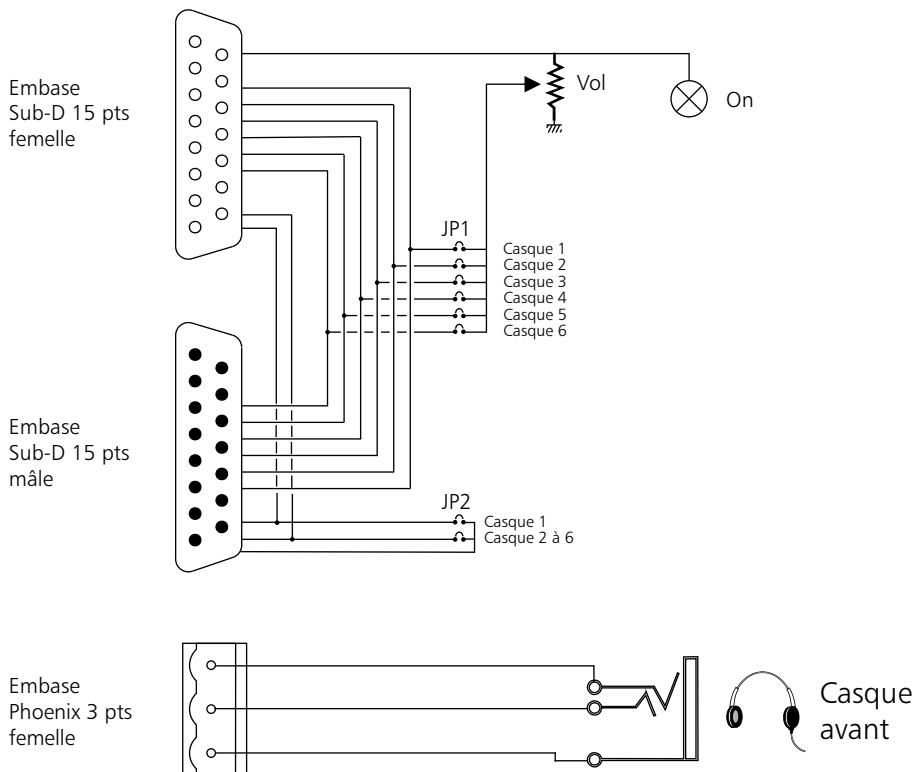 Embase
Sub-D 15 pts
femelle
Vol
On
JP1
Casque 1
Casque 2
Casque 3
Casque 4
Casque 5
Casque 6
Embase
Sub-D 15 pts
mâle
JP2
Casque 1
Casque 2 à 6
Embase
Phoenix 3 pts
femelle
Casque
avant